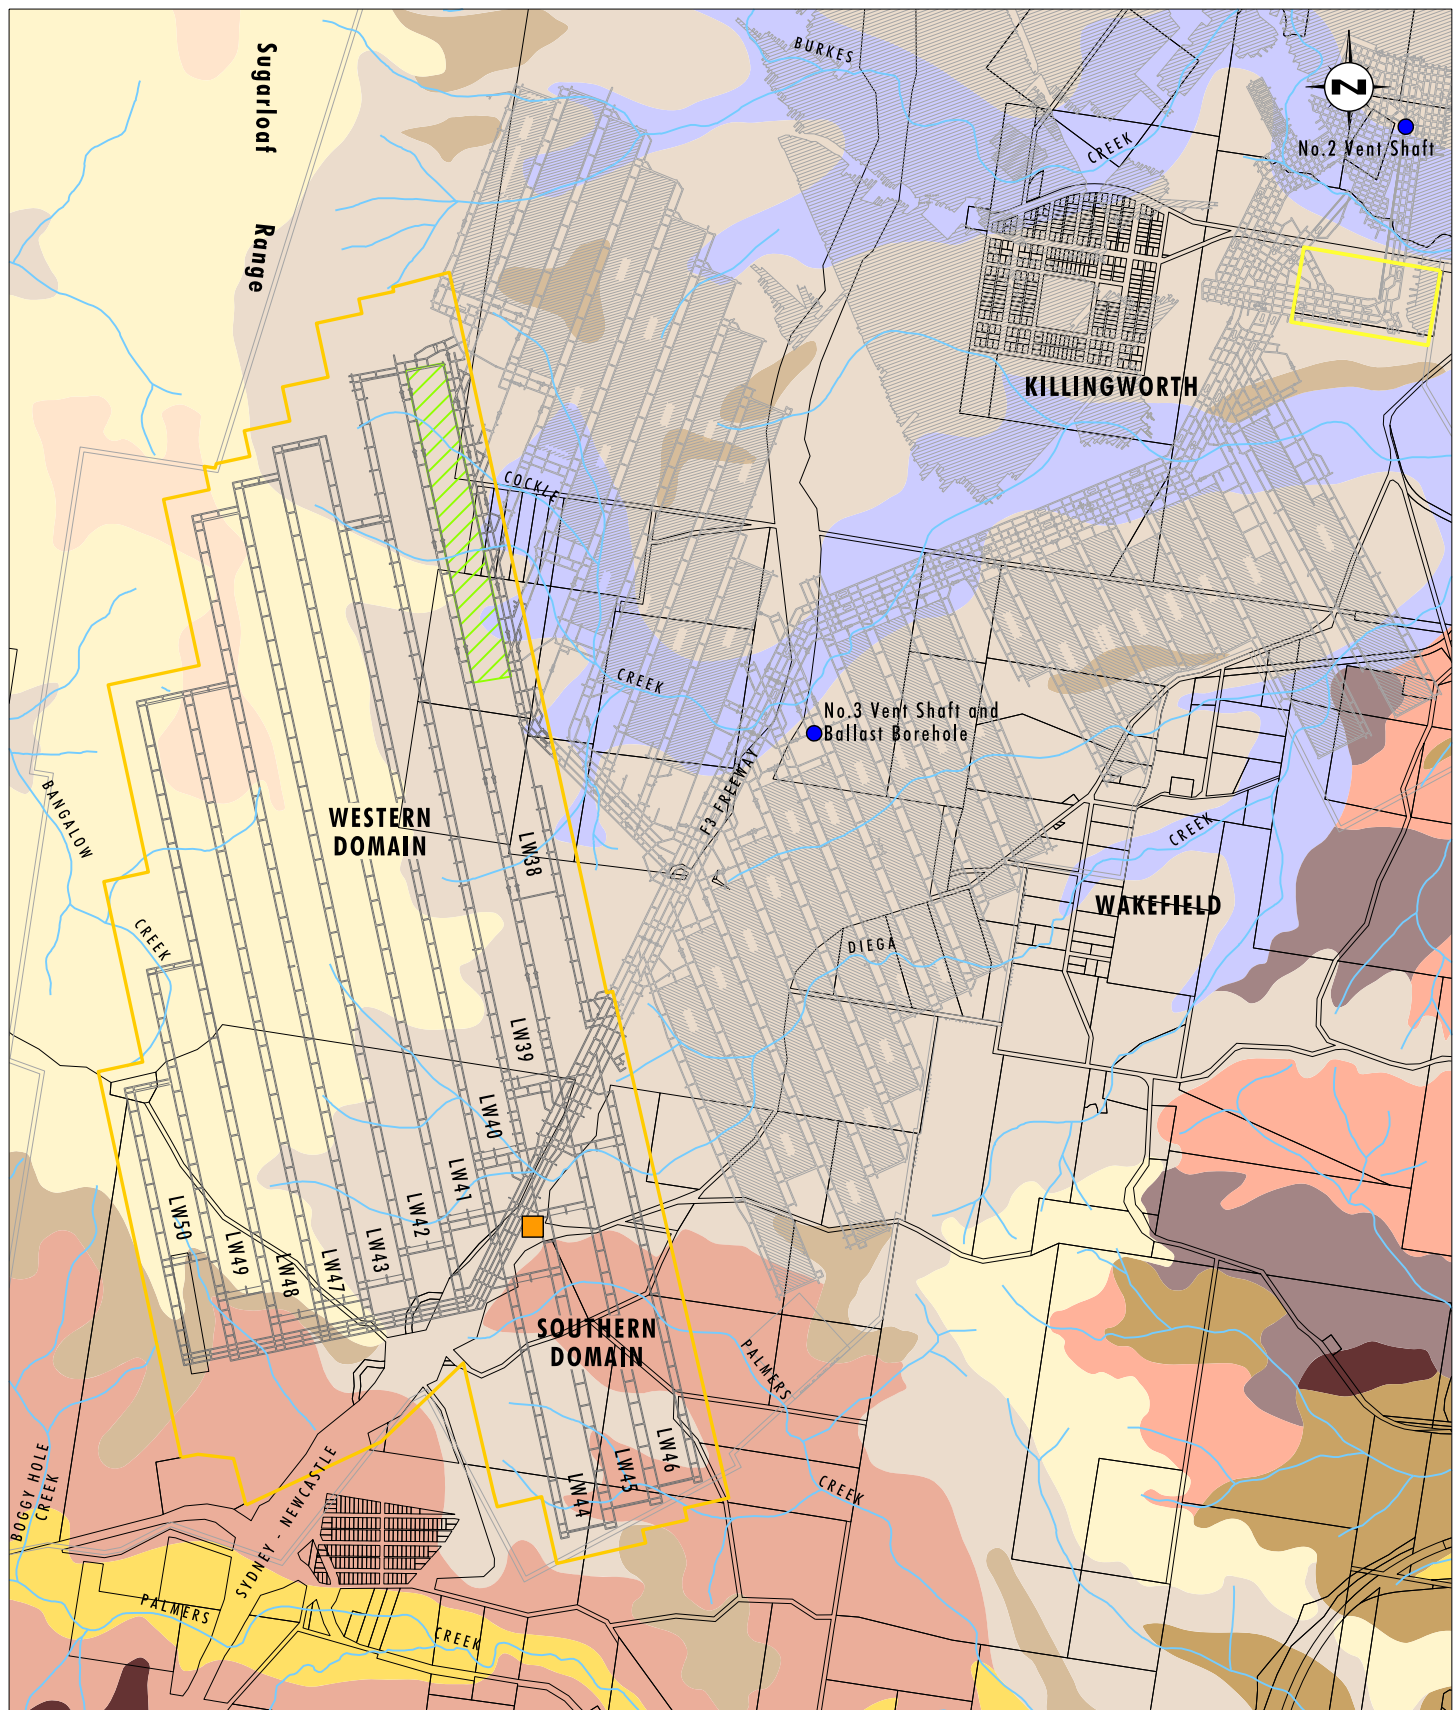 Sugarloaf
Range
BURKES
CREEK
N
No.2 Vent Shaft
KILLINGWORTH
COCKLE
CREEK
No.3 Vent Shaft and
Ballast Borehole
F3 FREEWAY
WESTERN
DOMAIN
LW38
CREEK
WAKEFIELD
DIEGA
BANGALOW
CREEK
LW39
LW40
LW41
LW42
LW43
LW47
LW48
LW49
LW50
SOUTHERN
DOMAIN
PALMERS
CREEK
LW46
LW45
LW44
BOGGY HOLE
CREEK
SYDNEY - NEWCASTLE
PALMERS
CREEK